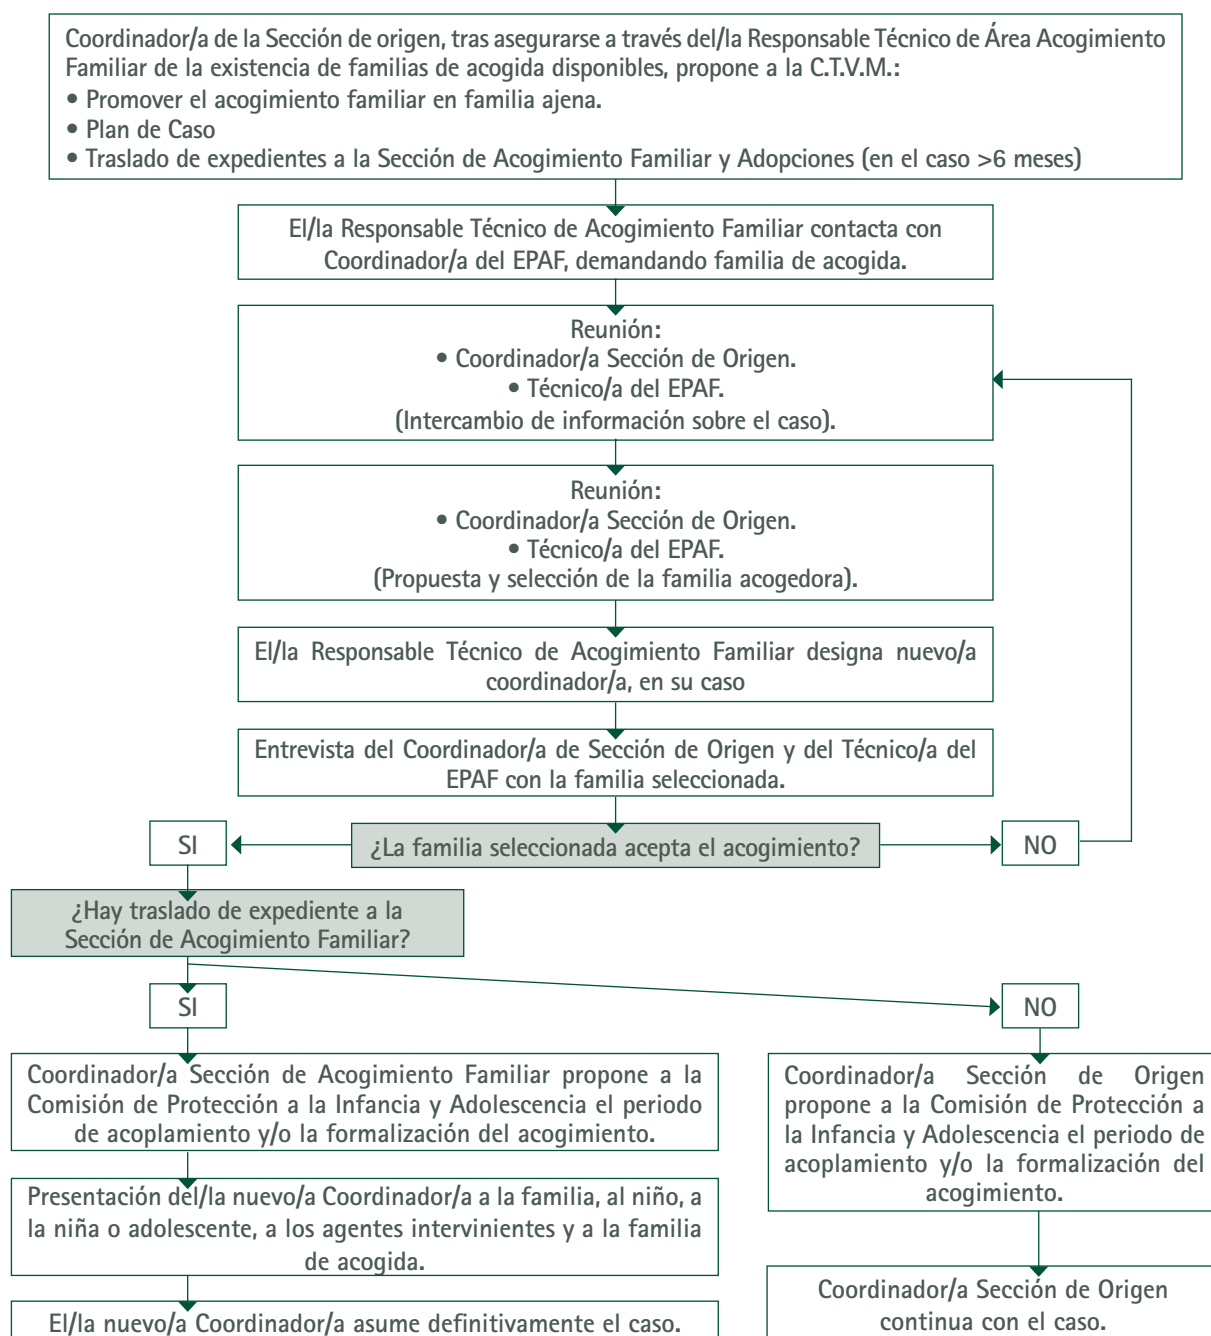 Coordinador/a de la Sección de origen, tras asegurarse a través del/la Responsable Técnico de Área Acogimiento
Familiar de la existencia de familias de acogida disponibles, propone a la C.T.V.M.:
• Promover el acogimiento familiar en familia ajena.
• Plan de Caso
• Traslado de expedientes a la Sección de Acogimiento Familiar y Adopciones (en el caso >6 meses)
El/la Responsable Técnico de Acogimiento Familiar contacta con
Coordinador/a del EPAF, demandando familia de acogida.
Reunión:
• Coordinador/a Sección de Origen.
• Técnico/a del EPAF.
(Intercambio de información sobre el caso).
Reunión:
• Coordinador/a Sección de Origen.
• Técnico/a del EPAF.
(Propuesta y selección de la familia acogedora).
El/la Responsable Técnico de Acogimiento Familiar designa nuevo/a
coordinador/a, en su caso
Entrevista del Coordinador/a de Sección de Origen y del Técnico/a del
EPAF con la familia seleccionada.
SI
¿La familia seleccionada acepta el acogimiento?
NO
¿Hay traslado de expediente a la
Sección de Acogimiento Familiar?
SI
NO
Coordinador/a Sección de Acogimiento Familiar propone a la
Comisión de Protección a la Infancia y Adolescencia el periodo
de acoplamiento y/o la formalización del acogimiento.
Presentación del/la nuevo/a Coordinador/a a la familia, al niño, a
la niña o adolescente, a los agentes intervinientes y a la familia
de acogida.
El/la nuevo/a Coordinador/a asume definitivamente el caso.
Coordinador/a Sección de Origen
propone a la Comisión de Protección a
la Infancia y Adolescencia el periodo de
acoplamiento y/o la formalización del
acogimiento.
Coordinador/a Sección de Origen
continua con el caso.